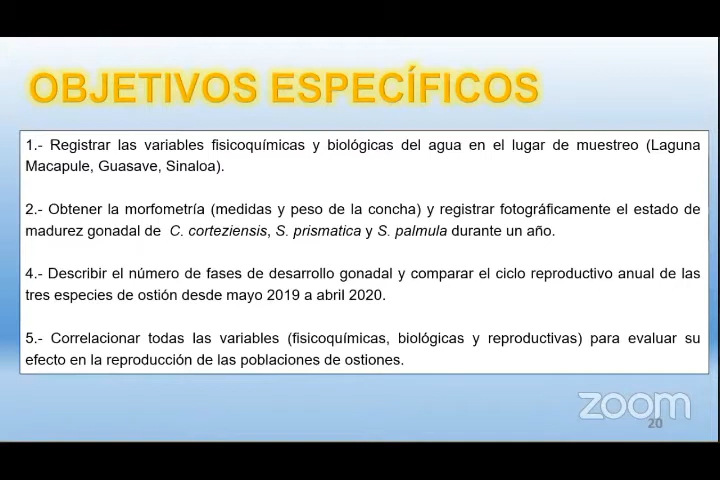 OBJETIVOS ESPECÍFICOS
1.- Registrar las variables fisicoquímicas y biológicas del agua en el lugar de muestreo (Laguna
Macapule, Guasave, Sinaloa).
2.- Obtener la morfometría (medidas y peso de la concha) y registrar fotográficamente el estado de
madurez gonadal de C. corteziensis, S. prismatica y S. palmula durante un año.
4.- Describir el número de fases de desarrollo gonadal y comparar el ciclo reproductivo anual de las
tres especies de ostión desde mayo 2019 a abril 2020.
5.- Correlacionar todas las variables (fisicoquímicas, biológicas y reproductivas) para evaluar su
efecto en la reproducción de las poblaciones de ostiones.
zoom
20